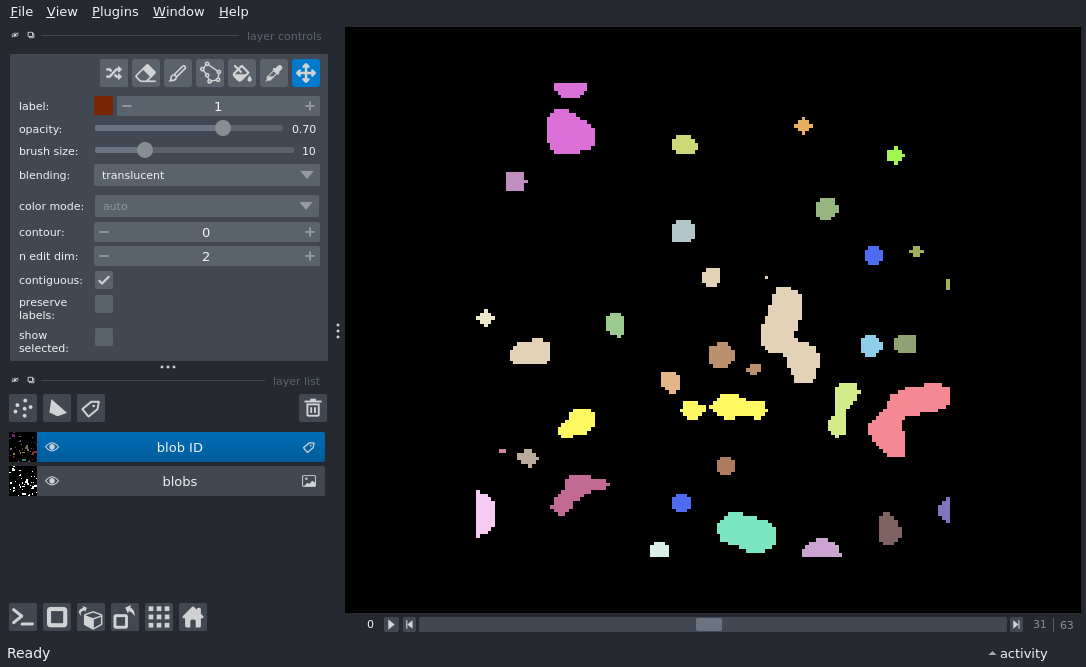 File View Plugins Window Help
layer controls
label: 1
opacity: 0.70
brush size: 10
blending: translucent
color mode: auto
contour: 0
n edit dim: 2
contiguous:
preserve
labels:
show
selected:
layer list
blob ID
blobs
0 31 | 63
Ready activity